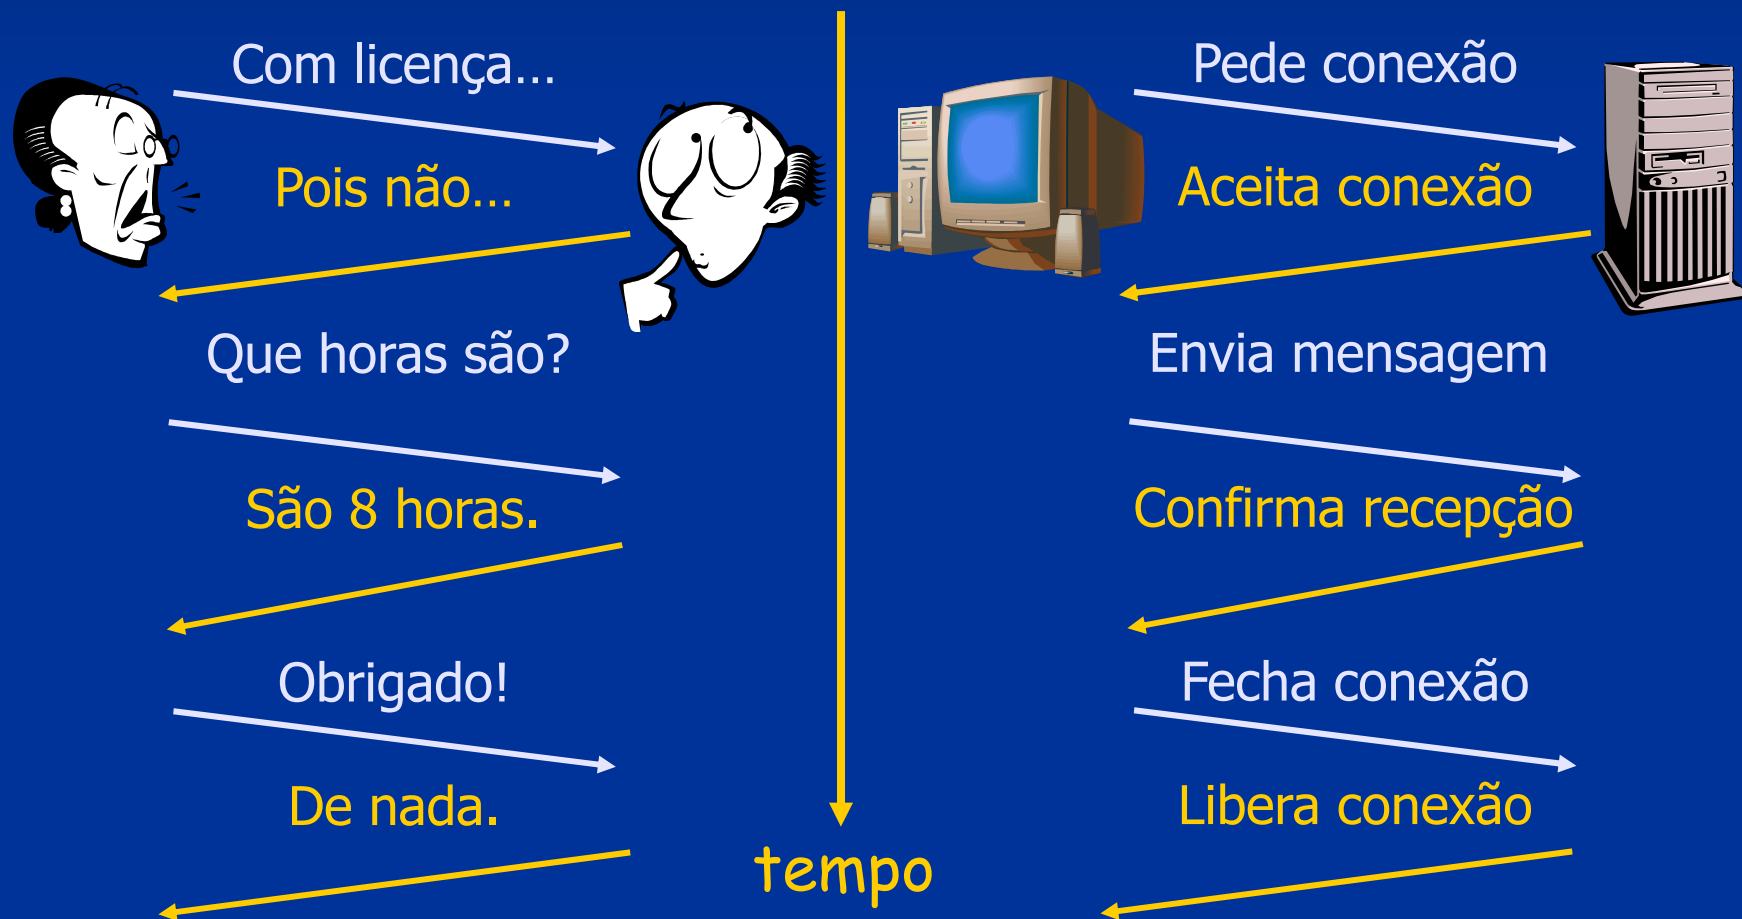 Com licença...
Pois não...
Que horas são?
São 8 horas.
Obrigado!
De nada.
tempo
Pede conexão
Aceita conexão
Envia mensagem
Confirma recepção
Fecha conexão
Libera conexão